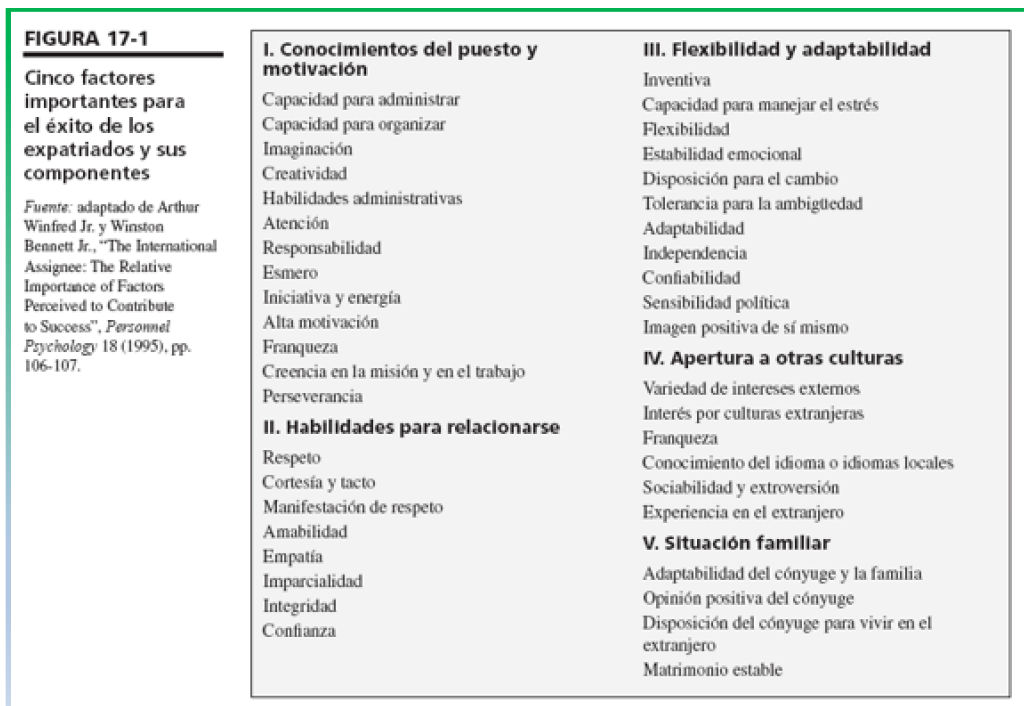 FIGURA 17-1
Cinco factores
importantes para
el éxito de los
expatriados y sus
componentes
Fuente: adaptado de Arthur
Winfred Jr. y Winston
Bennett Jr., “The International
Assignee: The Relative
Importance of Factors
Perceived to Contribute
to Success”, Personnel
Psychology 18 (1995), pp.
106-107.
I. Conocimientos del puesto y
motivación
Capacidad para administrar
Capacidad para organizar
Imaginación
Creatividad
Habilidades administrativas
Atención
Responsabilidad
Esmero
Iniciativa y energía
Alta motivación
Franqueza
Creencia en la misión y en el trabajo
Perseverancia
II. Habilidades para relacionarse
Respeto
Cortesía y tacto
Manifestación de respeto
Amabilidad
Empatía
Imparcialidad
Integridad
Confianza
III. Flexibilidad y adaptabilidad
Inventiva
Capacidad para manejar el estrés
Flexibilidad
Estabilidad emocional
Disposición para el cambio
Tolerancia para la ambigüedad
Adaptabilidad
Independencia
Confiabilidad
Sensibilidad política
Imagen positiva de sí mismo
IV. Apertura a otras culturas
Variedad de intereses externos
Interés por culturas extranjeras
Franqueza
Conocimiento del idioma o idiomas locales
Sociabilidad y extroversión
Experiencia en el extranjero
V. Situación familiar
Adaptabilidad del cónyuge y la familia
Opinión positiva del cónyuge
Disposición del cónyuge para vivir en el
extranjero
Matrimonio estable